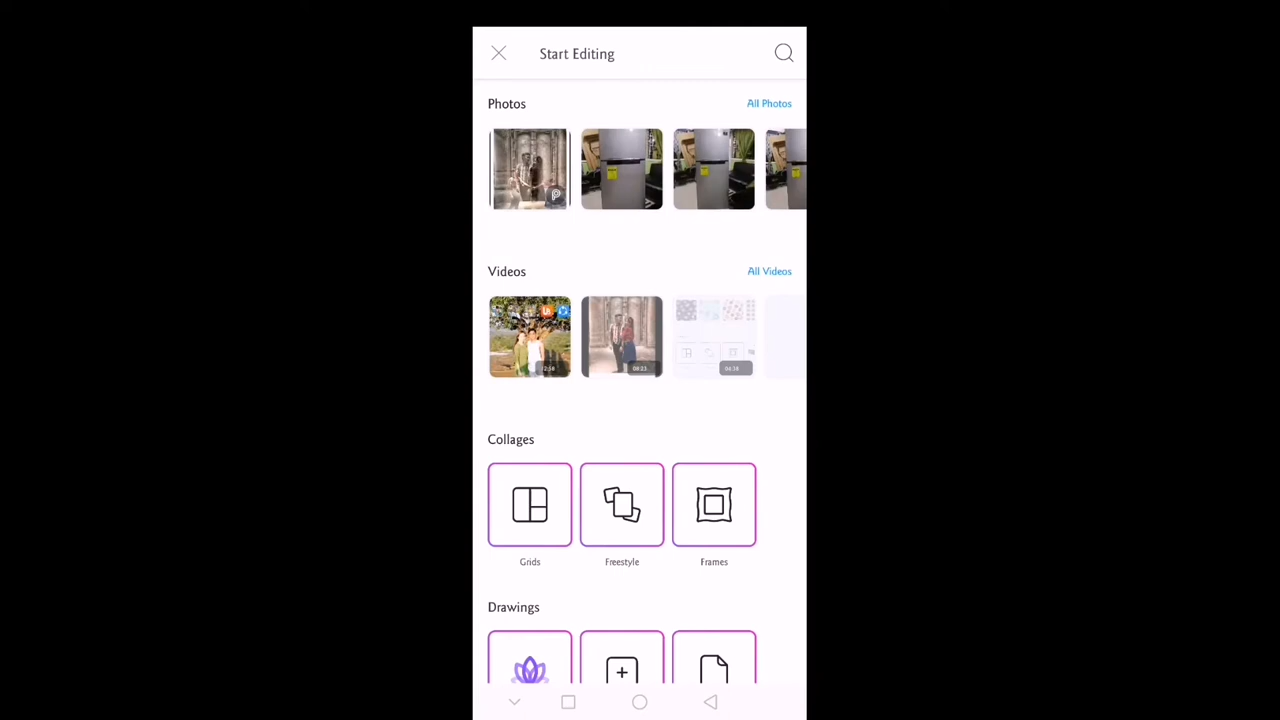 Start Editing
Photos
All Photos
Videos
All Videos
Collages
Grids
Freestyle
Frames
Drawings